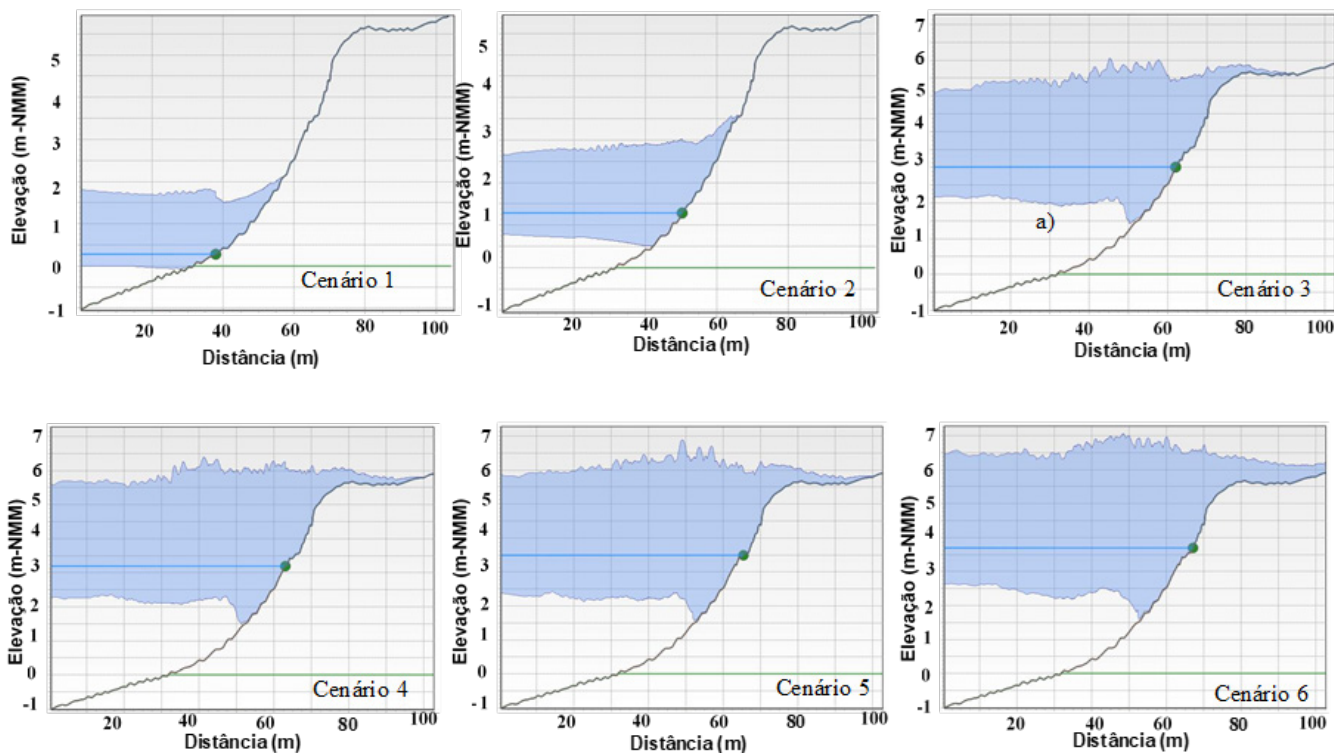 Elevação (m -NMM)
5
4
3
2
1
0
-1
Cenário 1
20 40 60 80 100
Distância (m)
Elevação (m-NMM)
5
4
3
2
1
0
-1
Cenário 2
20 40 60 80 100
Distância (m)
Elevação (m-NMM)
7
6
5
4
3
2
1
0
-1
a)
Cenário 3
20 40 60 80 100
Distância (m)
Elevação (m-NMM)
7
6
5
4
3
2
1
0
-1
Cenário 4
20 40 60 80 100
Distância (m)
Elevação (m-NMM)
7
6
5
4
3
2
1
0
-1
Cenário 5
20 40 60 80 100
Distância (m)
Elevação (m-NMM)
7
6
5
4
3
2
1
0
-1
Cenário 6
20 40 60 80 100
Distância (m)